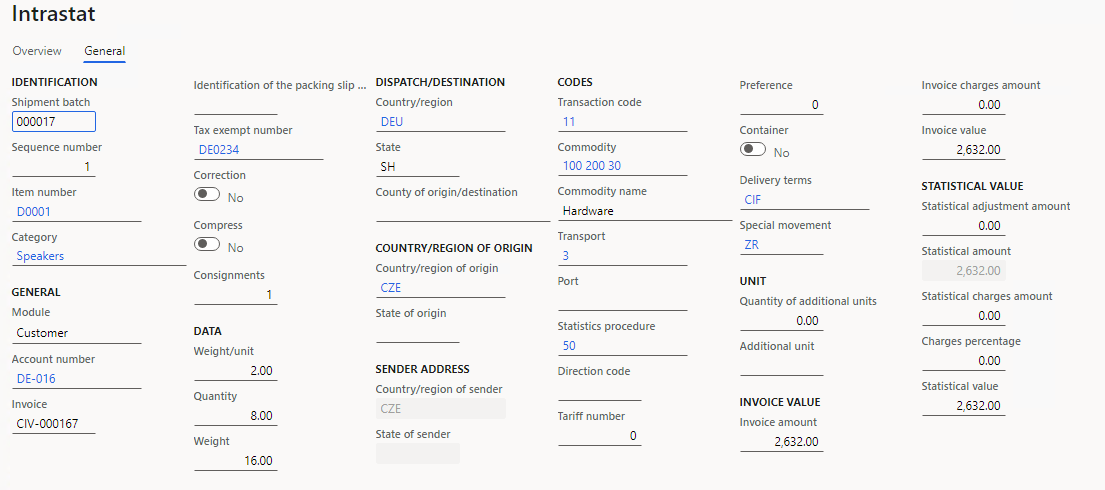 Intrastat
Overview General
IDENTIFICATION
Shipment batch
000017
Sequence number
1
Item number
D0001
Category
Speakers
GENERAL
Module
Customer
Account number
DE-016
Invoice
CIV-000167
Identification of the packing slip ...
Tax exempt number
DE0234
Correction
No
Compress
No
Consignments
1
DATA
Weight/unit
2.00
Quantity
8.00
Weight
16.00
DISPATCH/DESTINATION
Country/region
DEU
State
SH
County of origin/destination
COUNTRY/REGION OF ORIGIN
Country/region of origin
CZE
State of origin
SENDER ADDRESS
Country/region of sender
CZE
State of sender
CODES
Transaction code
11
Commodity
100 200 30
Commodity name
Hardware
Transport
3
Port
Statistics procedure
50
Direction code
Tariff number
0
Preference
0
Container
No
Delivery terms
CIF
Special movement
ZR
UNIT
Quantity of additional units
0.00
Additional unit
INVOICE VALUE
Invoice amount
2,632.00
Invoice charges amount
0.00
Invoice value
2,632.00
STATISTICAL VALUE
Statistical adjustment amount
0.00
Statistical amount
2,632.00
Statistical charges amount
0.00
Charges percentage
0.00
Statistical value
2,632.00